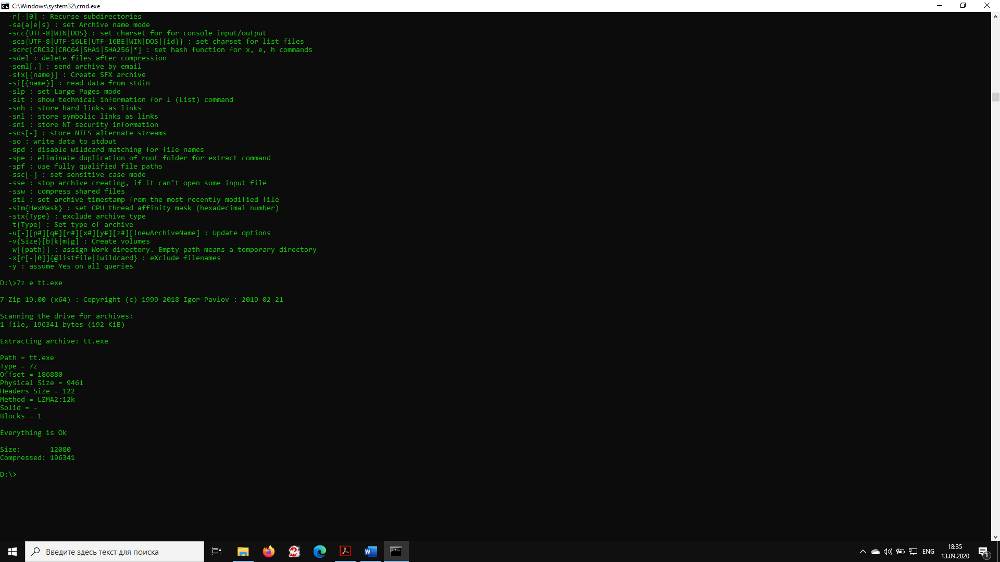 C:\Windows\system32\cmd.exe
-r[-|0] : Recurse subdirectories
-sa{a|e|s} : set Archive name mode
-scc{UTF-8|WIN|DOS} : set charset for for console input/output
-scs{UTF-8|UTF-16LE|UTF-16BE|WIN|DOS|{id}} : set charset for list files
-scrc[CRC32|CRC64|SHA1|SHA256|*] : set hash function for x, e, h commands
-sdel : delete files after compression
-seml[.] : send archive by email
-sfx[{name}] : Create SFX archive
-si[{name}] : read data from stdin
-slp : set Large Pages mode
-slt : show technical information for l (List) command
-snh : store hard links as links
-snl : store symbolic links as links
-sni : store NT security information
-sns[-] : store NTFS alternate streams
-so : write data to stdout
-spd : disable wildcard matching for file names
-spe : eliminate duplication of root folder for extract command
-spf : use fully qualified file paths
-ssc[-] : set sensitive case mode
-sse : stop archive creating, if it can't open some input file
-ssw : compress shared files
-stl : set archive timestamp from the most recently modified file
-stm{HexMask} : set CPU thread affinity mask (hexadecimal number)
-stx{Type} : exclude archive type
-t{Type} : Set type of archive
-u[-][p#][q#][r#][x#][y#][z#][!newArchiveName] : Update options
-v{Size}[b|k|m|g] : Create volumes
-w[{path}] : assign Work directory. Empty path means a temporary directory
-x[r[-|0]]{@listfile|!wildcard} : eXclude filenames
-y : assume Yes on all queries
D:\>7z e tt.exe
7-Zip 19.00 (x64) : Copyright (c) 1999-2018 Igor Pavlov : 2019-02-21
Scanning the drive for archives:
1 file, 196341 bytes (192 KiB)
Extracting archive: tt.exe
--
Path = tt.exe
Type = 7z
Offset = 186880
Physical Size = 9461
Headers Size = 122
Method = LZMA2:12k
Solid = -
Blocks = 1
Everything is Ok
Size:       12080
Compressed: 196341
D:\>
Введите здесь текст для поиска
ENG
18:35
13.09.2020
1